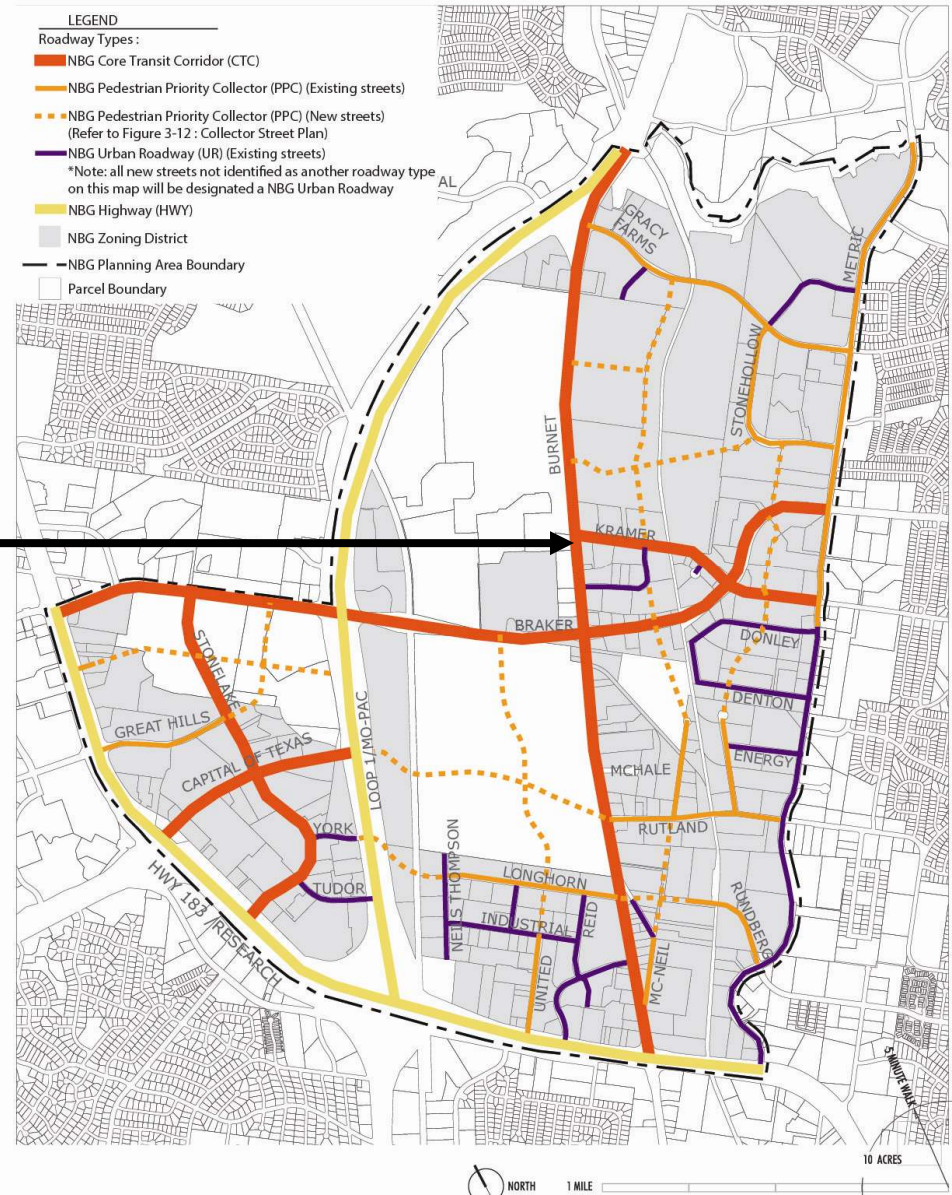 LEGEND
Roadway Types :
NBG Core Transit Corridor (CTC)
NBG Pedestrian Priority Collector (PPC) (Existing streets)
NBG Pedestrian Priority Collector (PPC) (New streets)
(Refer to Figure 3-12 : Collector Street Plan)
NBG Urban Roadway (UR) (Existing streets)
*Note: all new streets not identified as another roadway type
on this map will be designated a NBG Urban Roadway
NBG Highway (HWY)
NBG Zoning District
NBG Planning Area Boundary
Parcel Boundary
AL
GRACY
FARMS
METRIC
STONEHOLLOW
BURNET
KRAMER
BRAKER
DONLEY
STONELAKE
DENTON
GREAT HILLS
CAPITAL OF TEXAS
LOOP 1/MO-PAC
ENERGY
MCHALE
RUTLAND
YORK
TUDOR
NEILS THOMPSON
LONGHORN
INDUSTRIAL
REID
RUNDBERG
HWY 183 / RESEARCH
UNITED
MC-NEIL
5 MINUTE WALK
10 ACRES
NORTH
1 MILE